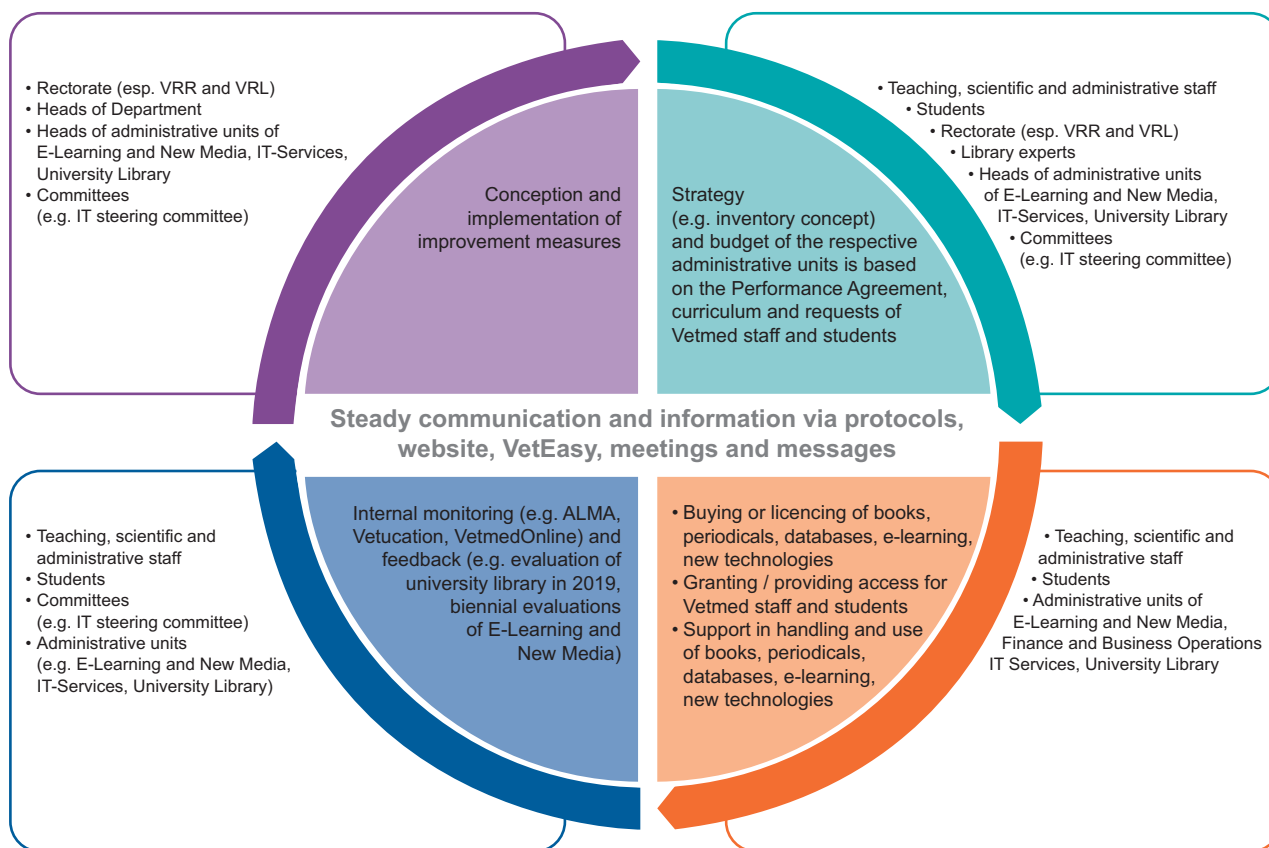 • Rectorate (esp. VRR and VRL)
• Heads of Department
• Heads of administrative units of
E-Learning and New Media, IT-Services,
University Library
• Committees
(e.g. IT steering committee)
Conception and
implementation of
improvement measures
Strategy
(e.g. inventory concept)
and budget of the respective
administrative units is based
on the Performance Agreement,
curriculum and requests of
Vetmed staff and students
• Teaching, scientific and administrative staff
• Students
• Rectorate (esp. VRR and VRL)
• Library experts
• Heads of administrative units
of E-Learning and New Media,
IT-Services, University Library
• Committees
(e.g. IT steering committee)
Steady communication and information via protocols,
website, VetEasy, meetings and messages
• Teaching, scientific and
administrative staff
• Students
• Committees
(e.g. IT steering committee)
• Administrative units
(e.g. E-Learning and New Media,
IT-Services, University Library)
Internal monitoring (e.g. ALMA,
Vetucation, VetmedOnline) and
feedback (e.g. evaluation of
university library in 2019,
biennial evaluations
of E-Learning and
New Media)
• Buying or licencing of books,
periodicals, databases, e-learning,
new technologies
• Granting / providing access for
Vetmed staff and students
• Support in handling and use
of books, periodicals,
databases, e-learning,
new technologies
• Teaching, scientific and
administrative staff
• Students
• Administrative units of
E-Learning and New Media,
Finance and Business Operations
IT Services, University Library